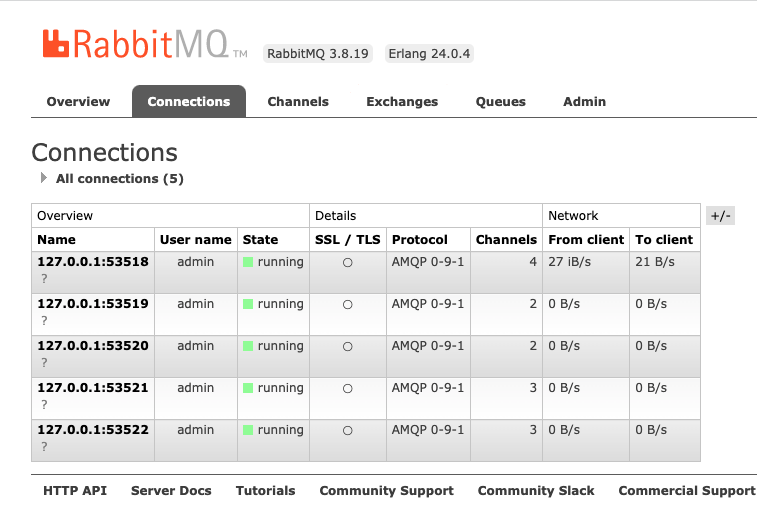 RabbitMQ TM RabbitMQ 3.8.19 Erlang 24.0.4
Overview Connections Channels Exchanges Queues Admin
Connections
All connections (5)
Overview Details Network +/-
Name User name State SSL / TLS Protocol Channels From client To client
127.0.0.1:53518 admin running ○ AMQP 0-9-1 4 27 iB/s 21 B/s
?
127.0.0.1:53519 admin running ○ AMQP 0-9-1 2 0 B/s 0 B/s
?
127.0.0.1:53520 admin running ○ AMQP 0-9-1 2 0 B/s 0 B/s
?
127.0.0.1:53521 admin running ○ AMQP 0-9-1 3 0 B/s 0 B/s
?
127.0.0.1:53522 admin running ○ AMQP 0-9-1 3 0 B/s 0 B/s
?
HTTP API Server Docs Tutorials Community Support Community Slack Commercial Support